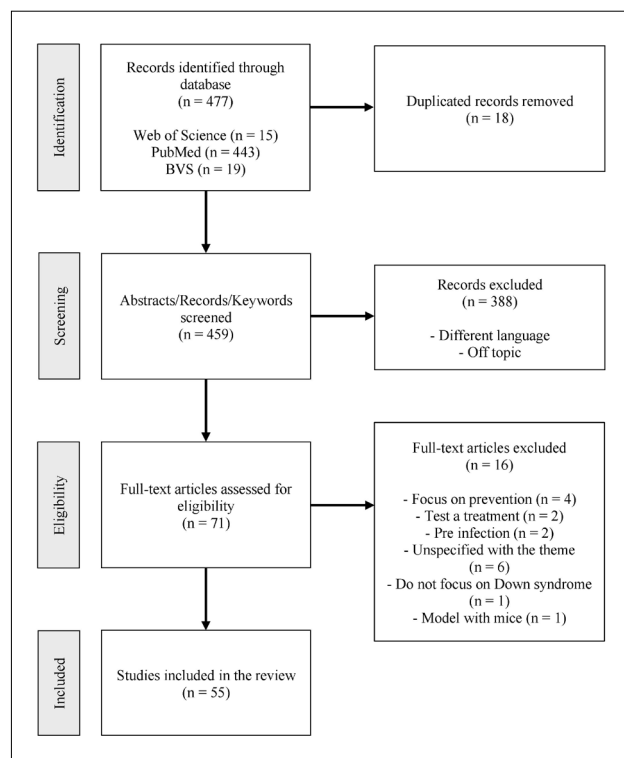 Identification
Records identified through
database
(n = 477)
Web of Science (n = 15)
PubMed (n = 443)
BVS (n = 19)
Duplicated records removed
(n = 18)
Screening
Abstracts/Records/Keywords
screened
(n = 459)
Records excluded
(n = 388)
- Different language
- Off topic
Eligibility
Full-text articles assessed for
eligibility
(n = 71)
Full-text articles excluded
(n = 16)
- Focus on prevention (n = 4)
- Test a treatment (n = 2)
- Pre infection (n = 2)
- Unspecified with the theme
(n = 6)
- Do not focus on Down syndrome
(n = 1)
- Model with mice (n = 1)
Included
Studies included in the review
(n = 55)